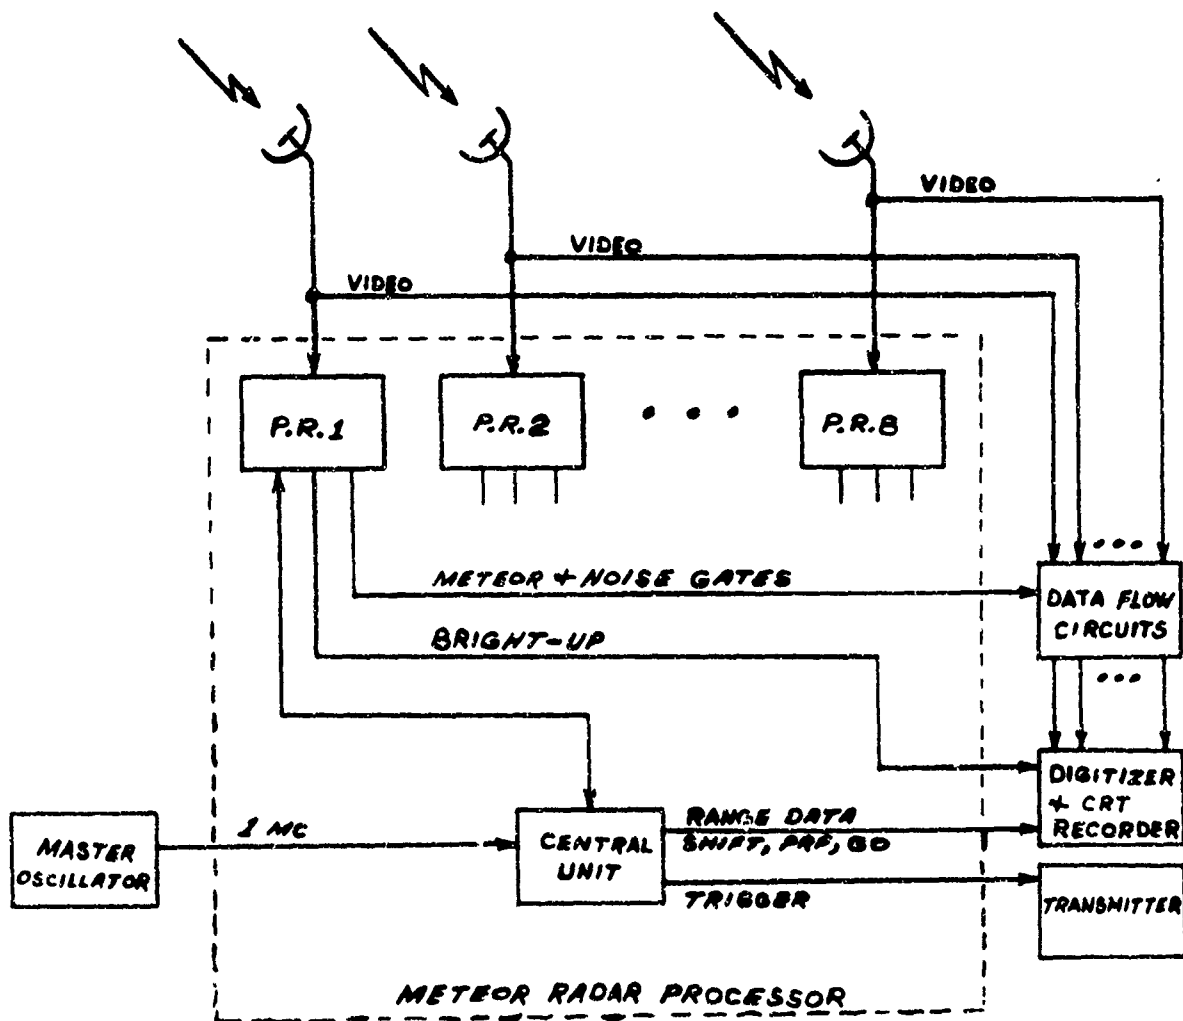 VIDEO
VIDEO
VIDEO
P.R.1
P.R.2
P.R.8
METEOR + NOISE GATES
DATA FLOW
CIRCUITS
BRIGHT-UP
DIGITIZER
+ CRT
RECORDER
MASTER
OSCILLATOR
1 MC
CENTRAL
UNIT
RANGE DATA
SHIFT, PRF, GO
TRIGGER
TRANSMITTER
METEOR RADAR PROCESSOR